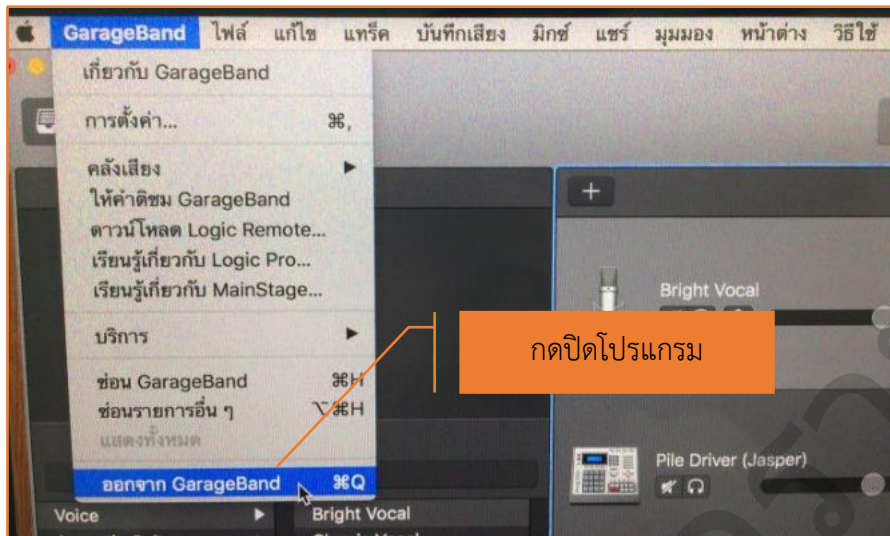 GarageBand ไฟล์ แก้ไข แทร็ค บันทึกเสียง มิกซ์ แชร์ มุมมอง หน้าต่าง วิธีใช้
เกี่ยวกับ GarageBand
การตั้งค่า... ⌘,
คลังเสียง ▶
ให้คำติชม GarageBand
ดาวน์โหลด Logic Remote...
เรียนรู้เกี่ยวกับ Logic Pro...
เรียนรู้เกี่ยวกับ MainStage...
บริการ ▶
ซ่อน GarageBand ⌘H
ซ่อนรายการอื่น ๆ ⌥⌘H
แสดงทั้งหมด
ออกจาก GarageBand ⌘Q
Voice ▶
Bright Vocal
+
Bright Vocal
กดปิดโปรแกรม
Pile Driver (Jasper)